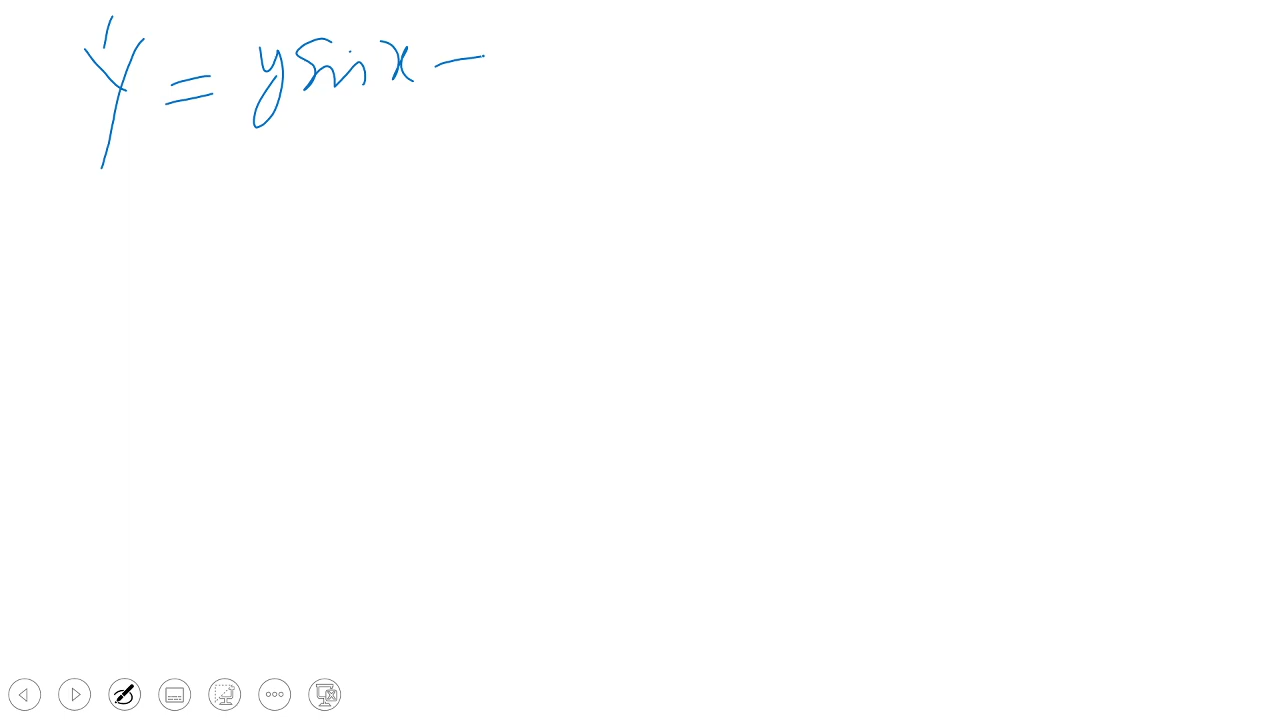 y' = y sin x —